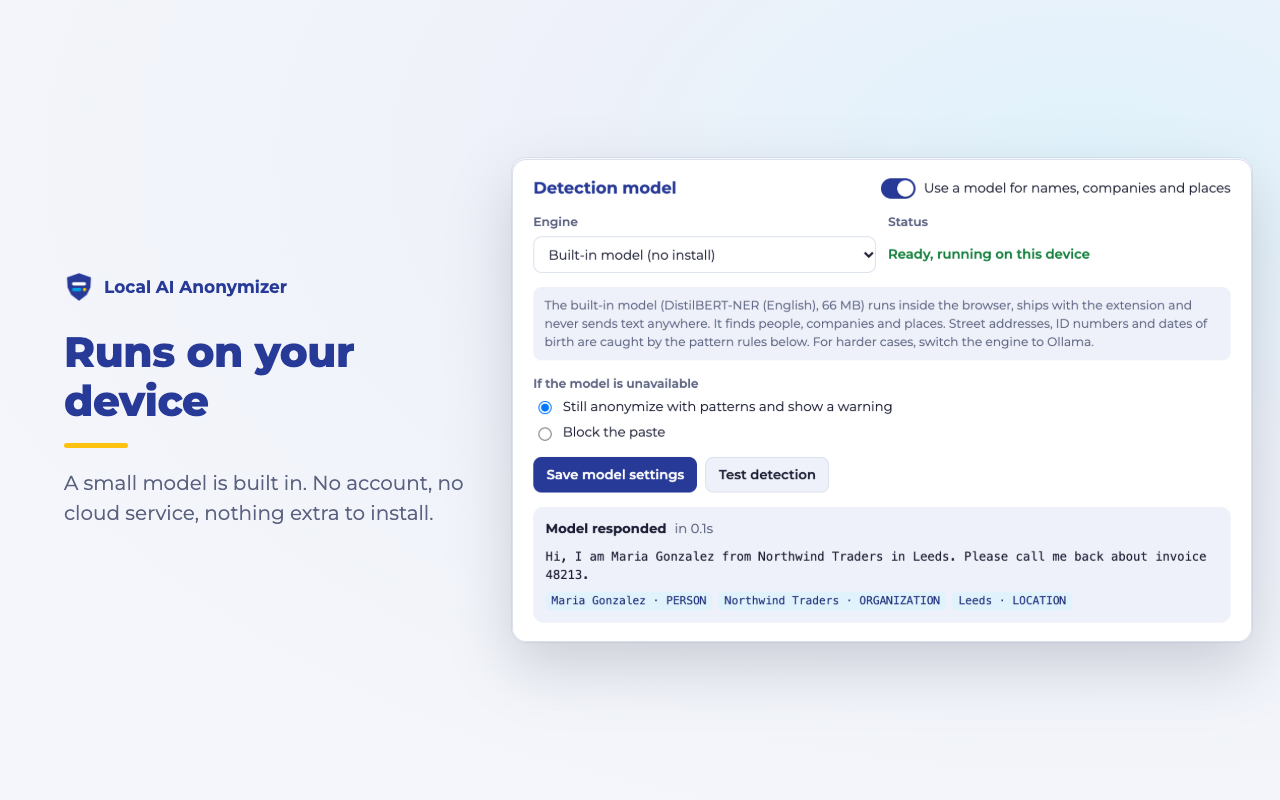 Local AI Anonymizer
Runs on your
device
A small model is built in. No account, no
cloud service, nothing extra to install.
Detection model
Use a model for names, companies and places
Engine
Status
Built-in model (no install)
Ready, running on this device
The built-in model (DistilBERT-NER (English), 66 MB) runs inside the browser, ships with the extension and
never sends text anywhere. It finds people, companies and places. Street addresses, ID numbers and dates of
birth are caught by the pattern rules below. For harder cases, switch the engine to Ollama.
If the model is unavailable
Still anonymize with patterns and show a warning
Block the paste
Save model settings
Test detection
Model responded in 0.1s
Hi, I am Maria Gonzalez from Northwind Traders in Leeds. Please call me back about invoice
48213.
Maria Gonzalez · PERSON Northwind Traders · ORGANIZATION Leeds · LOCATION